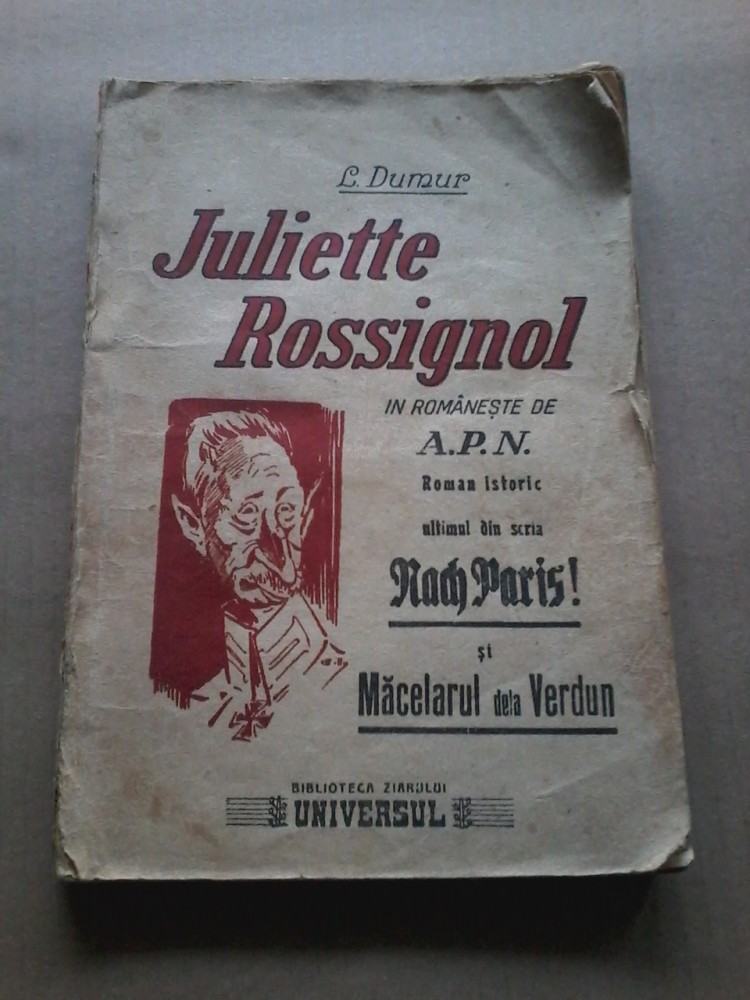 L. Dumur
Juliette
Rossignol
IN ROMÂNEȘTE DE
A.P.N.
Roman istoric
ultimul din scria
Nach Paris!
și
Măcelarul dela Verdun
BIBLIOTECA ZIARULUI
UNIVERSUL